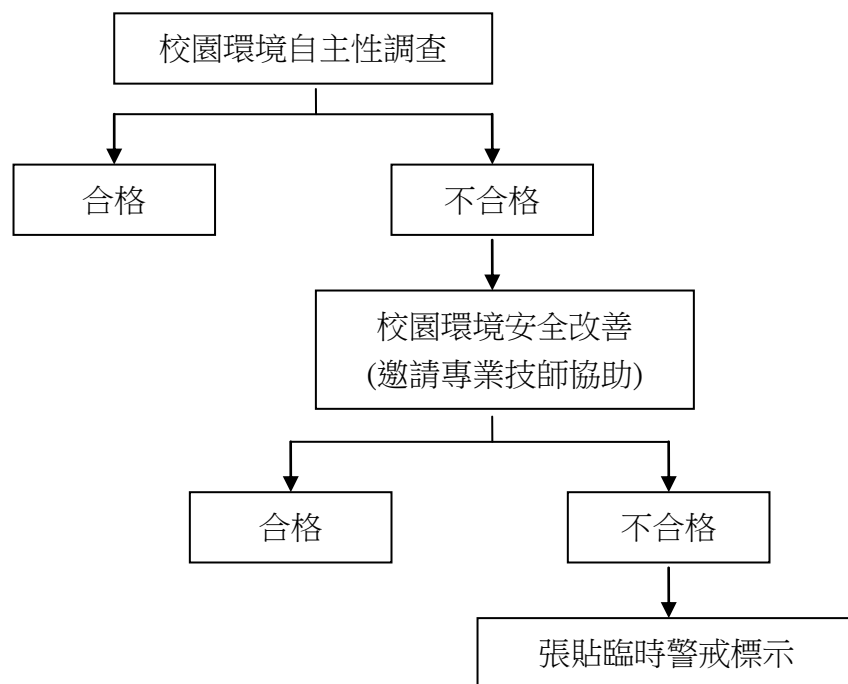 校園環境自主性調查
合格
不合格
校園環境安全改善
(邀請專業技師協助)
合格
不合格
張貼臨時警戒標示